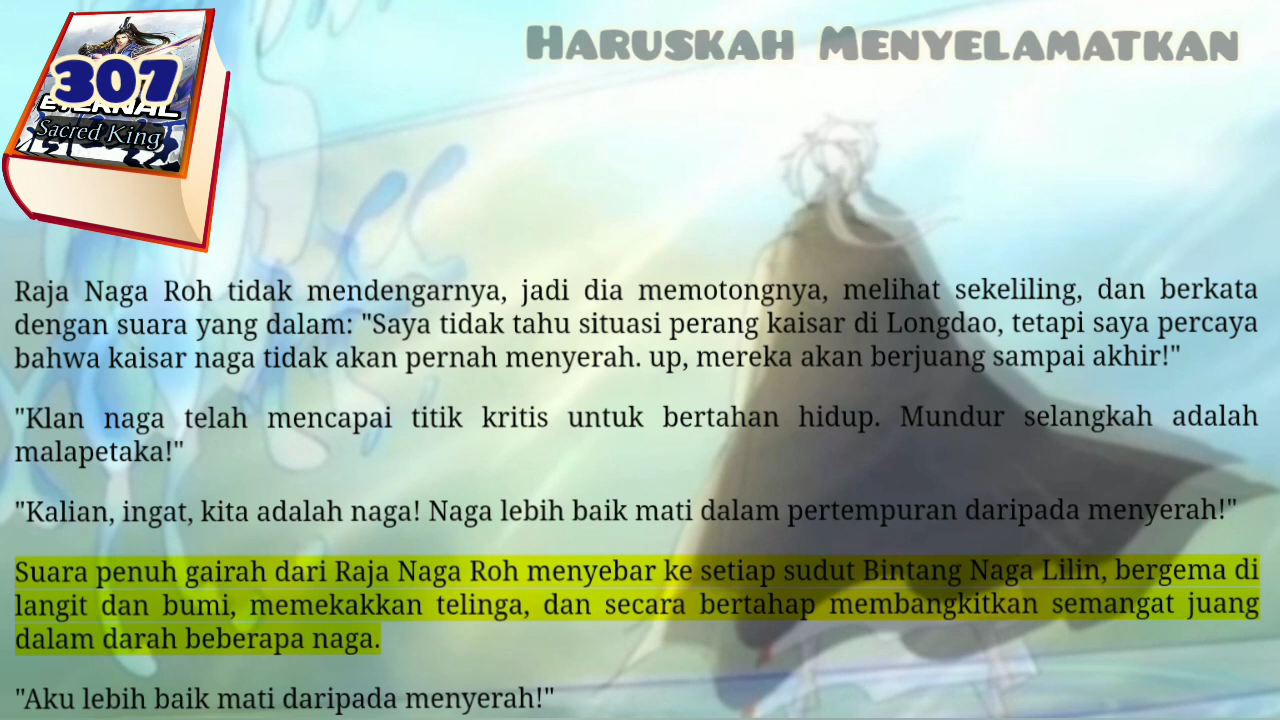 307
ETERNAL
Sacred King
HARUSKAH MENYELAMATKAN
Raja Naga Roh tidak mendengarnya, jadi dia memotongnya, melihat sekeliling, dan berkata
dengan suara yang dalam: "Saya tidak tahu situasi perang kaisar di Longdao, tetapi saya percaya
bahwa kaisar naga tidak akan pernah menyerah. up, mereka akan berjuang sampai akhir!"
"Klan naga telah mencapai titik kritis untuk bertahan hidup. Mundur selangkah adalah
malapetaka!"
"Kalian, ingat, kita adalah naga! Naga lebih baik mati dalam pertempuran daripada menyerah!"
Suara penuh gairah dari Raja Naga Roh menyebar ke setiap sudut Bintang Naga Lilin, bergema di
langit dan bumi, memekakkan telinga, dan secara bertahap membangkitkan semangat juang
dalam darah beberapa naga.
"Aku lebih baik mati daripada menyerah!"